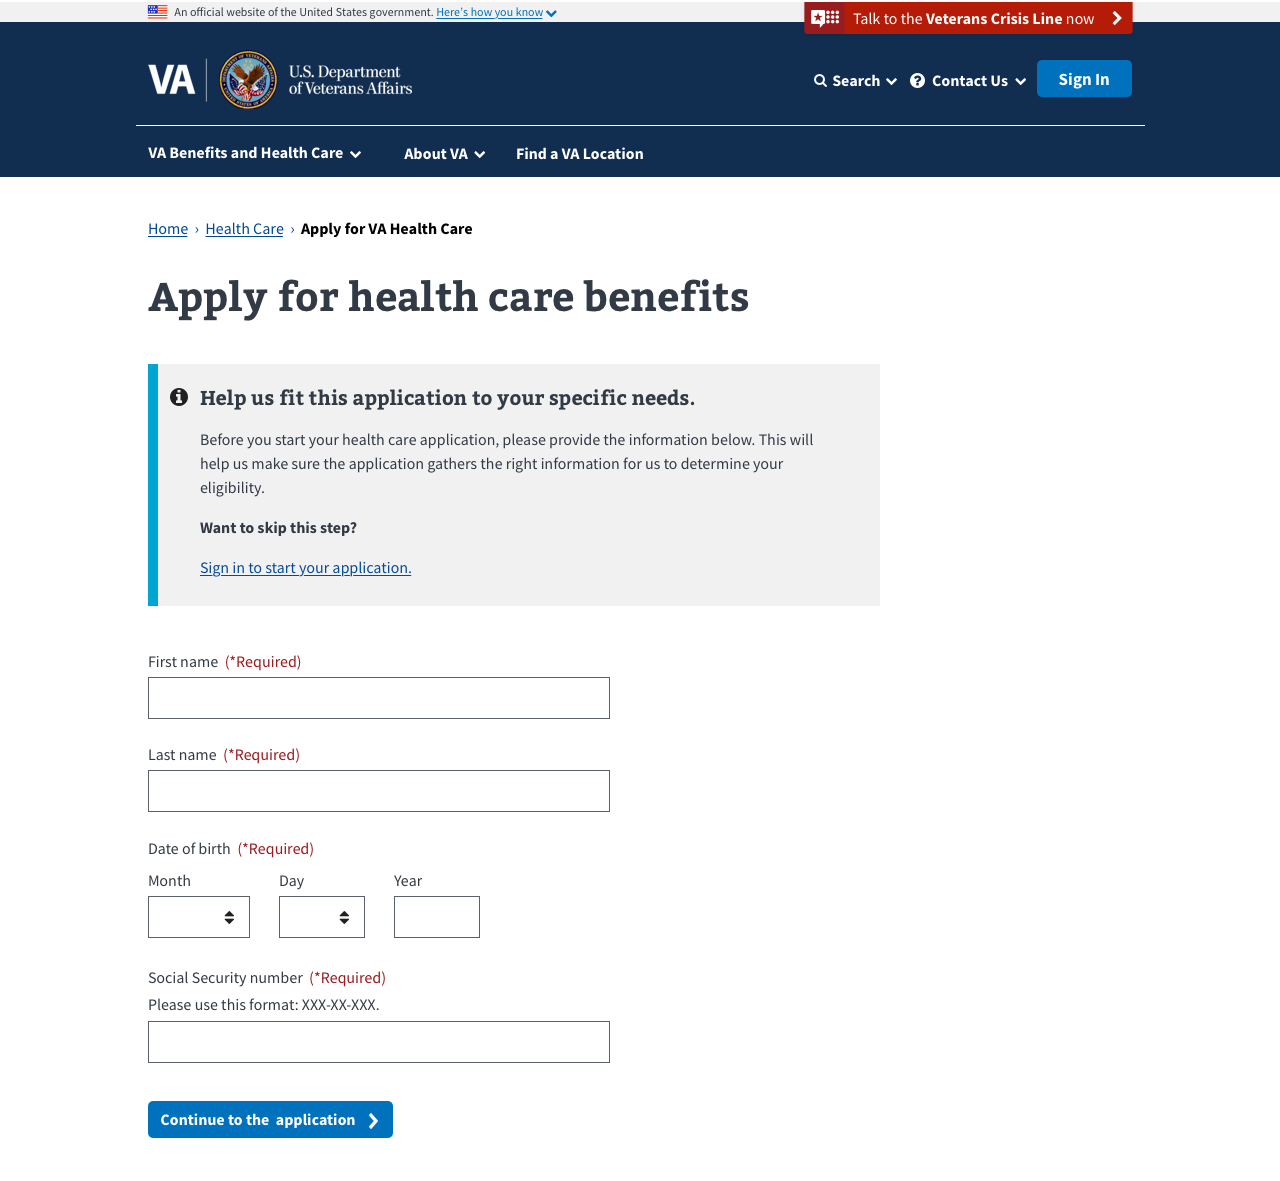 An official website of the United States government. Here's how you know
Talk to the Veterans Crisis Line now
VA
U.S. Department
of Veterans Affairs
Search
Contact Us
Sign In
VA Benefits and Health Care
About VA
Find a VA Location
Home › Health Care › Apply for VA Health Care
Apply for health care benefits
Help us fit this application to your specific needs.
Before you start your health care application, please provide the information below. This will
help us make sure the application gathers the right information for us to determine your
eligibility.
Want to skip this step?
Sign in to start your application.
First name (*Required)
Last name (*Required)
Date of birth (*Required)
Month Day Year
Social Security number (*Required)
Please use this format: XXX-XX-XXX.
Continue to the application